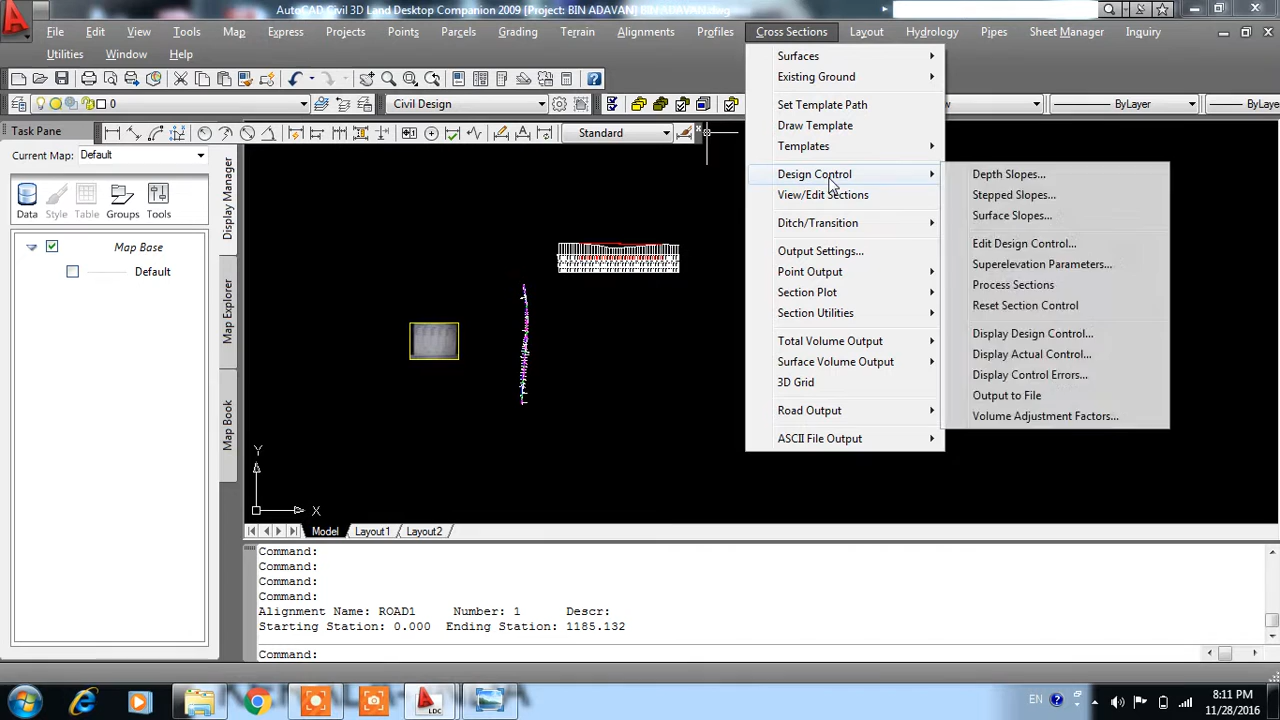 AutoCAD Civil 3D Land Desktop Companion 2009 [Project: BIN ADAVAN] BIN ADAVAN.dwg
File Edit View Tools Map Express Projects Points Parcels Grading Terrain Alignments Profiles Cross Sections Layout Hydrology Pipes Sheet Manager Inquiry
Utilities Window Help
0
Civil Design
ByLayer
ByLayer
Task Pane
Standard
Current Map: Default
Data Style Table Groups Tools
Map Base
Default
Display Manager
Map Explorer
Map Book
Surfaces
Existing Ground
Set Template Path
Draw Template
Templates
Design Control
View/Edit Sections
Ditch/Transition
Output Settings...
Point Output
Section Plot
Section Utilities
Total Volume Output
Surface Volume Output
3D Grid
Road Output
ASCII File Output
Depth Slopes...
Stepped Slopes...
Surface Slopes...
Edit Design Control...
Superelevation Parameters...
Process Sections
Reset Section Control
Display Design Control...
Display Actual Control...
Display Control Errors...
Output to File
Volume Adjustment Factors...
Y
X
Model Layout1 Layout2
Command:
Command:
Command:
Command:
Alignment Name: ROAD1 Number: 1 Descr:
Starting Station: 0.000 Ending Station: 1185.132
Command:
LDC
EN
8:11 PM
11/28/2016